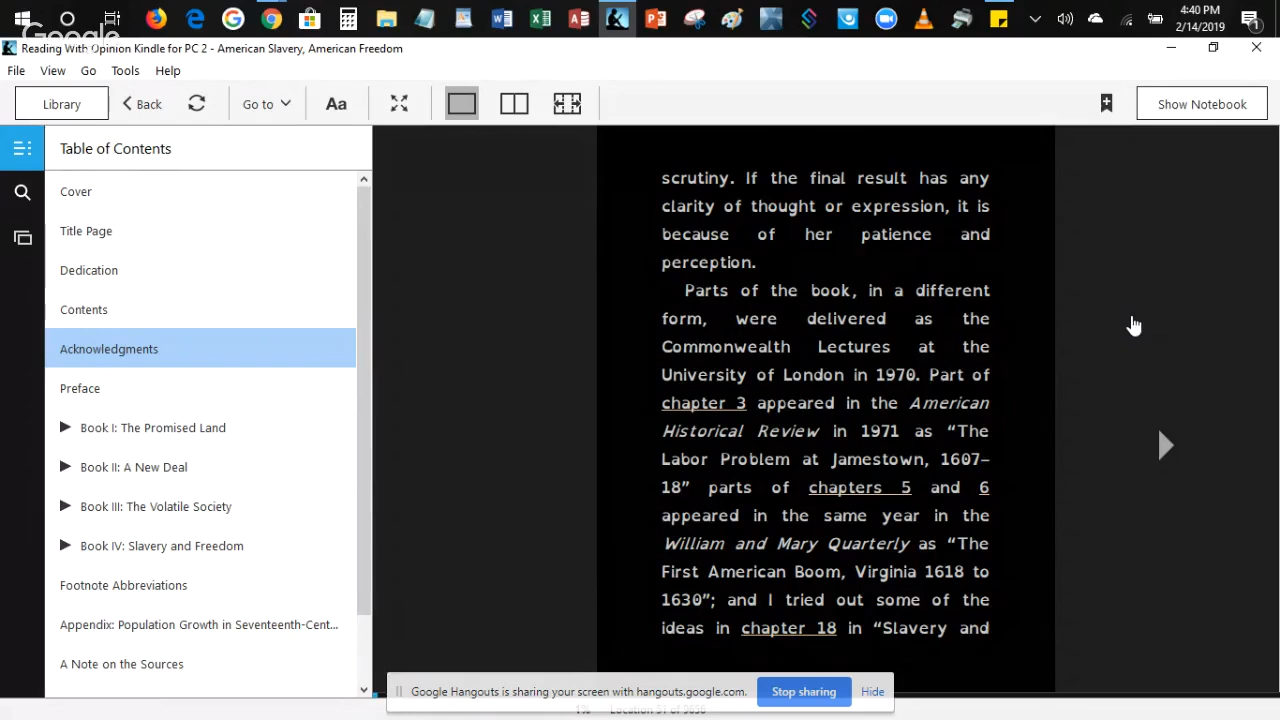 4:40 PM
2/14/2019
1
Google
Reading With Opinion Kindle for PC 2 - American Slavery, American Freedom
File View Go Tools Help
Library Back Go to Aa Show Notebook
Table of Contents
Cover
Title Page
Dedication
Contents
Acknowledgments
Preface
Book I: The Promised Land
Book II: A New Deal
Book III: The Volatile Society
Book IV: Slavery and Freedom
Footnote Abbreviations
Appendix: Population Growth in Seventeenth-Cent...
A Note on the Sources
scrutiny. If the final result has any
clarity of thought or expression, it is
because of her patience and
perception.
Parts of the book, in a different
form, were delivered as the
Commonwealth Lectures at the
University of London in 1970. Part of
chapter 3 appeared in the American
Historical Review in 1971 as “The
Labor Problem at Jamestown, 1607–
18” parts of chapters 5 and 6
appeared in the same year in the
William and Mary Quarterly as “The
First American Boom, Virginia 1618 to
1630”; and I tried out some of the
ideas in chapter 18 in “Slavery and
Google Hangouts is sharing your screen with hangouts.google.com. Stop sharing Hide
1% Location 51 of 9656